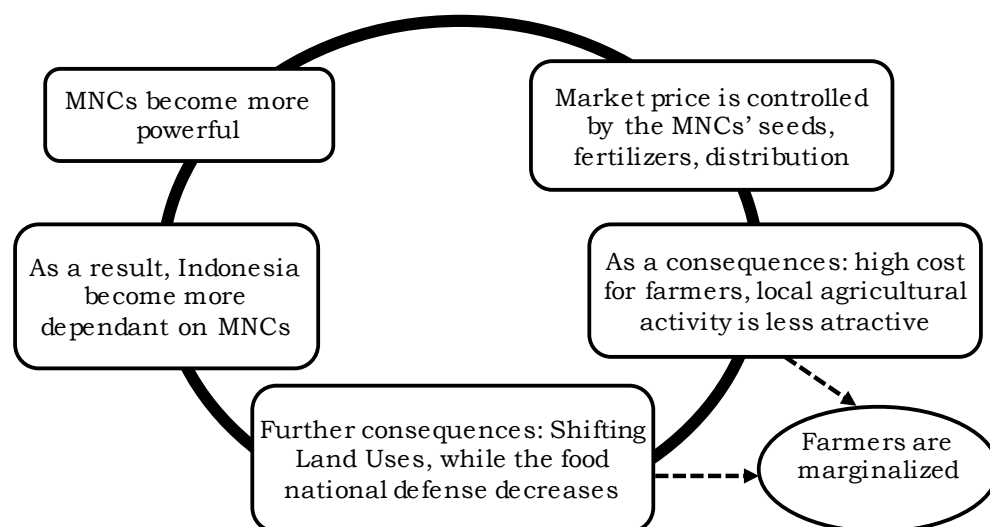 MNCs become more
powerful
Market price is controlled
by the MNCs' seeds,
fertilizers, distribution
As a result, Indonesia
become more
dependant on MNCs
As a consequences: high cost
for farmers, local agricultural
activity is less atractive
Further consequences: Shifting
Land Uses, while the food
national defense decreases
Farmers are
marginalized